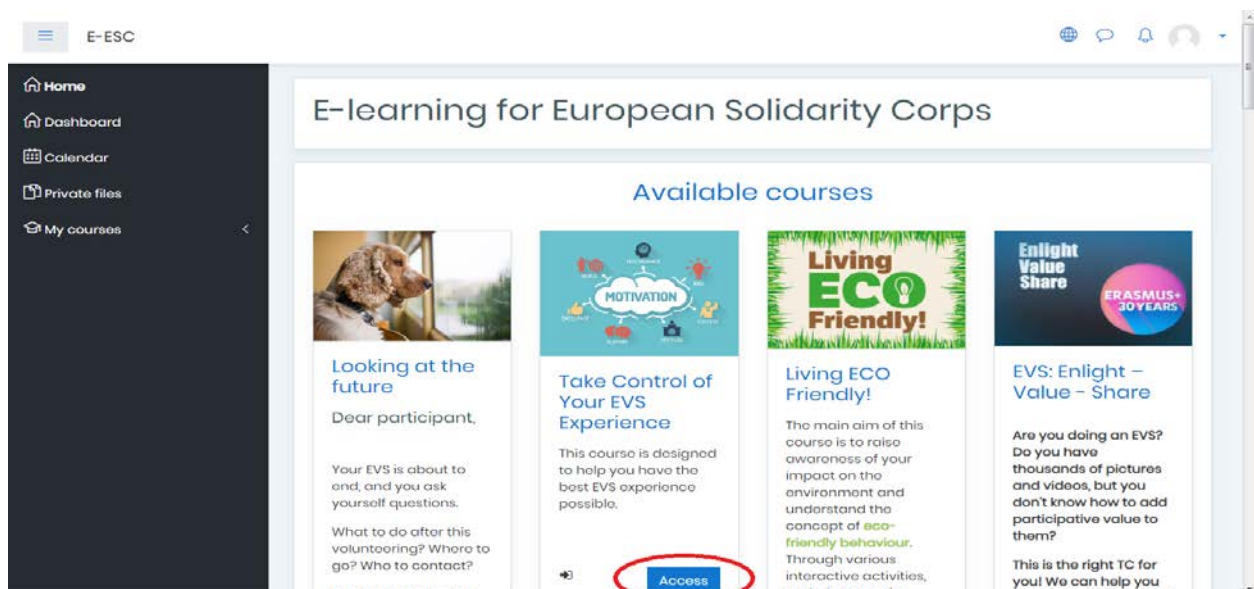 E-ESC
Home
Dashboard
Calendar
Private files
My courses
E-learning for European Solidarity Corps
Available courses
Looking at the
future
Dear participant,
Your EVS is about to
end, and you ask
yourself questions.
What to do after this
volunteering? Where to
go? Who to contact?
MOTIVATION
Take Control of
Your EVS
Experience
This course is designed
to help you have the
best EVS experience
possible.
Access
Living
ECO
Friendly!
Living ECO
Friendly!
The main aim of this
course is to raise
awareness of your
impact on the
environment and
understand the
concept of eco-
friendly behaviour.
Through various
interactive activities,
Enlight
Value
Share
ERASMUS+
30 YEARS
EVS: Enlight –
Value - Share
Are you doing an EVS?
Do you have
thousands of pictures
and videos, but you
don't know how to add
participative value to
them?
This is the right TC for
you! We can help you